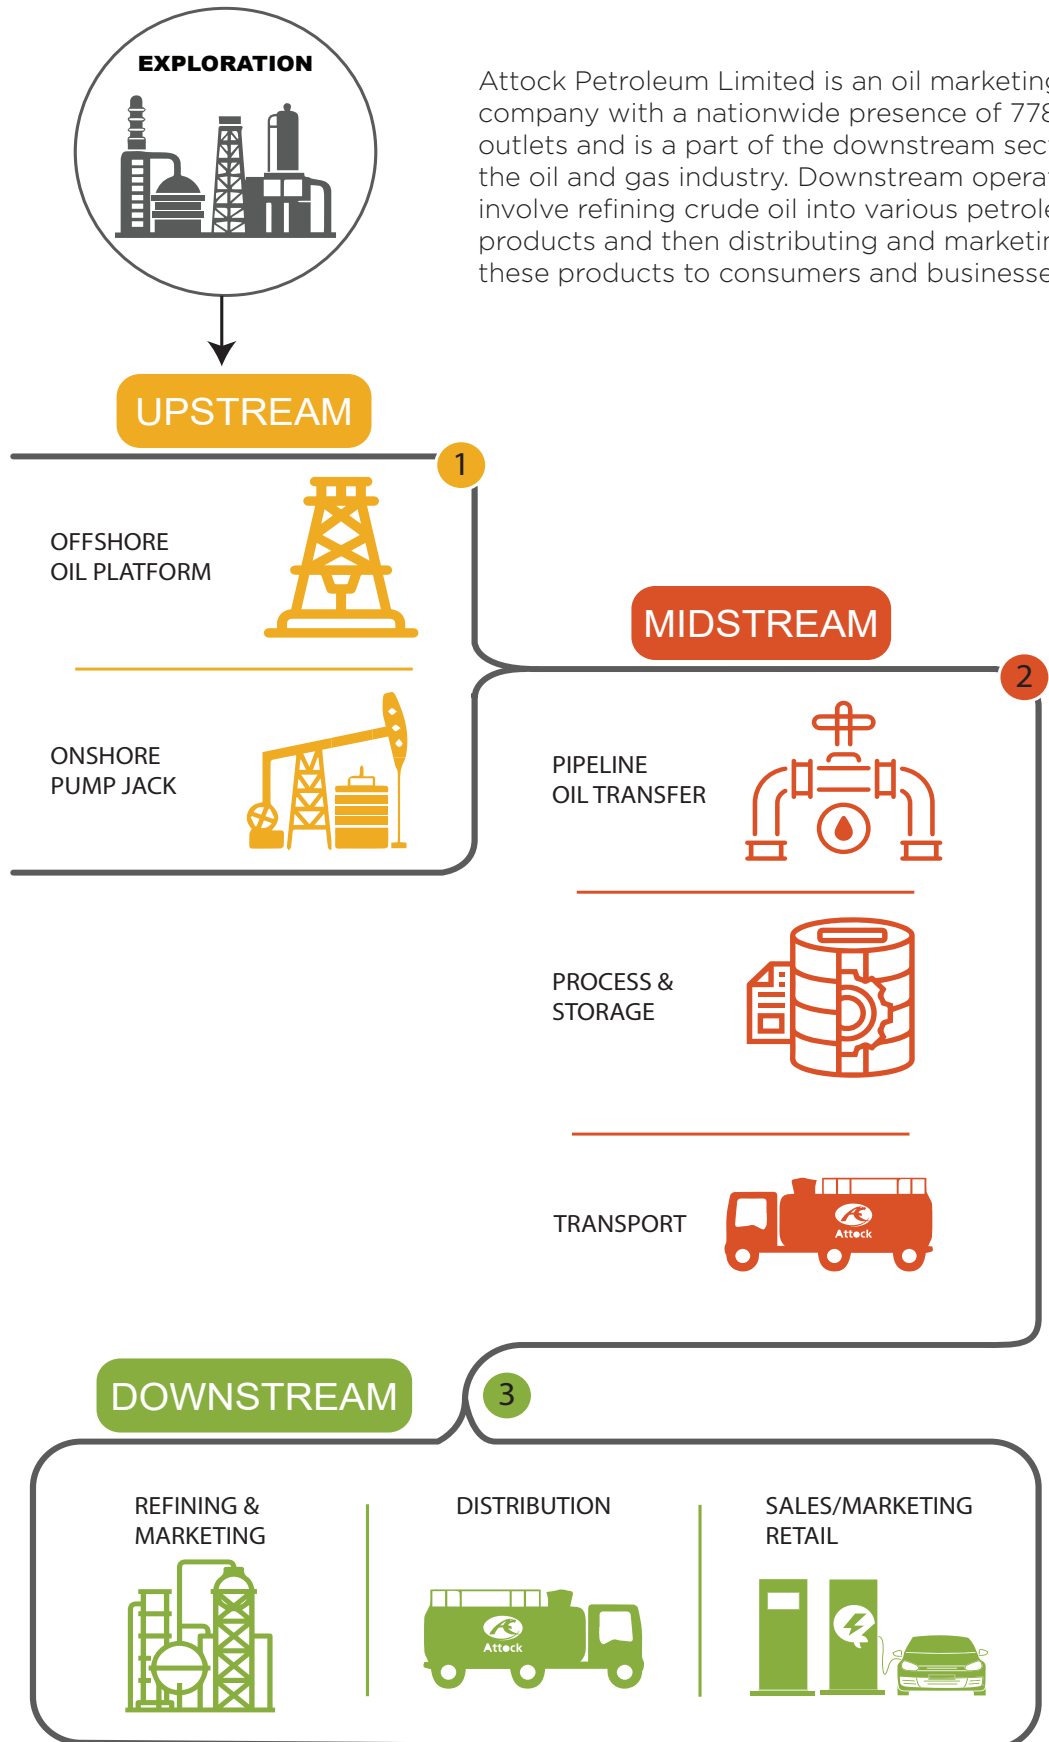 EXPLORATION
Attock Petroleum Limited is an oil marketing
company with a nationwide presence of 778
outlets and is a part of the downstream sect
the oil and gas industry. Downstream operat
involve refining crude oil into various petrole
products and then distributing and marketin
these products to consumers and businesse
UPSTREAM
1
OFFSHORE
OIL PLATFORM
ONSHORE
PUMP JACK
MIDSTREAM
2
PIPELINE
OIL TRANSFER
PROCESS &
STORAGE
TRANSPORT
Attock
DOWNSTREAM
3
REFINING &
MARKETING
DISTRIBUTION
Attock
SALES/MARKETING
RETAIL